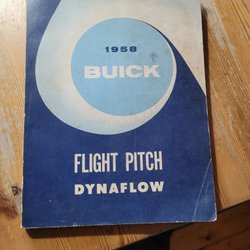 1958
BUICK
FLIGHT PITCH
DYNAFLOW